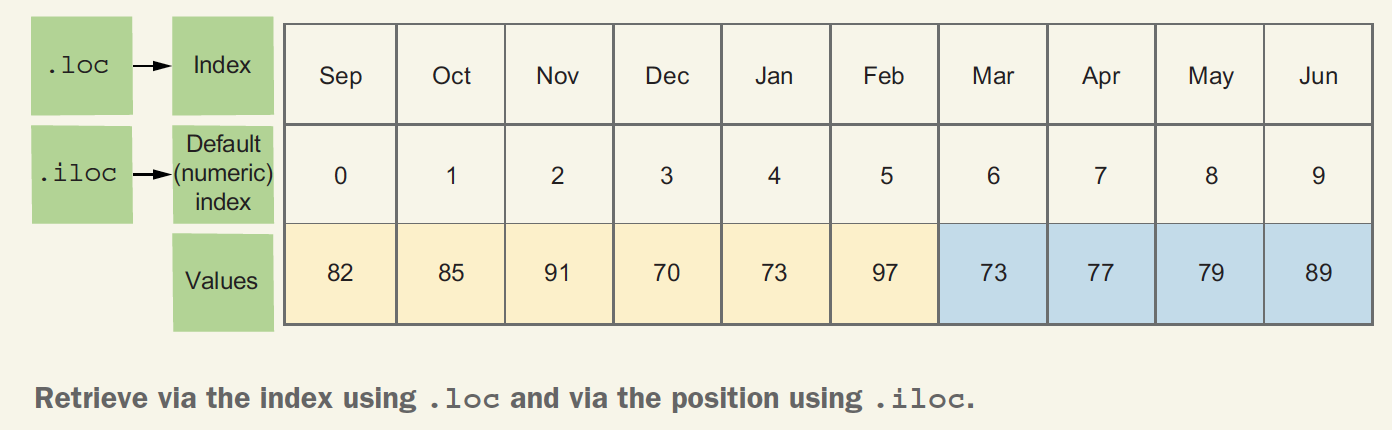 .loc Index Sep Oct Nov Dec Jan Feb Mar Apr May Jun
.iloc Default (numeric) index 0 1 2 3 4 5 6 7 8 9
Values 82 85 91 70 73 97 73 77 79 89
Retrieve via the index using .loc and via the position using .iloc.